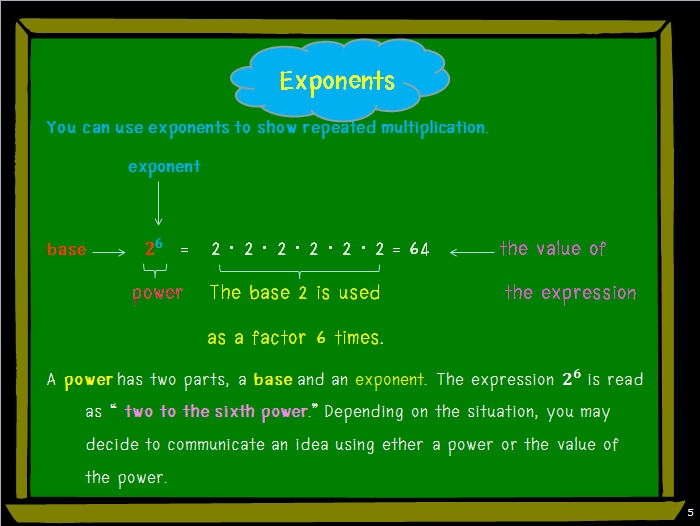 Exponents
You can use exponents to show repeated multiplication.
exponent
base 2⁶ = 2 · 2 · 2 · 2 · 2 · 2 = 64 the value of
power The base 2 is used the expression
as a factor 6 times.
A power has two parts, a base and an exponent. The expression 2⁶ is read
as “ two to the sixth power.” Depending on the situation, you may
decide to communicate an idea using ether a power or the value of
the power.
5